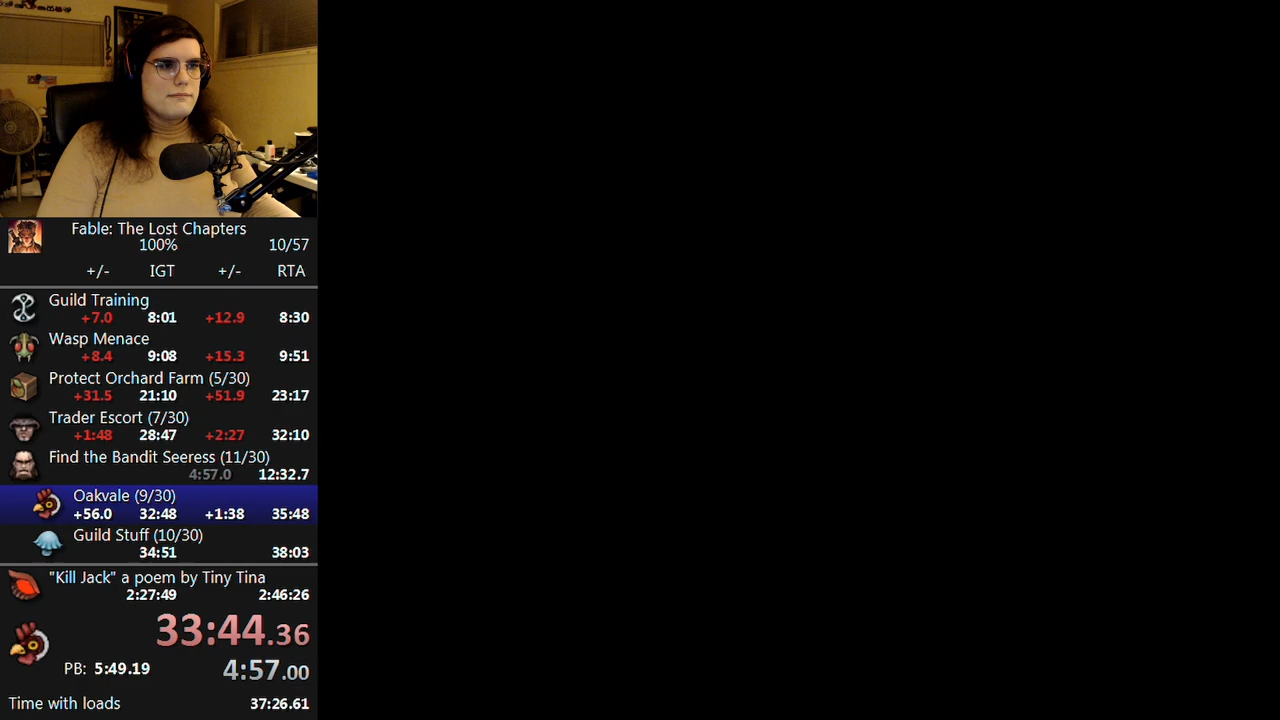 Fable: The Lost Chapters
100% 10/57
+/- IGT +/- RTA
Guild Training
+7.0 8:01 +12.9 8:30
Wasp Menace
+8.4 9:08 +15.3 9:51
Protect Orchard Farm (5/30)
+31.5 21:10 +51.9 23:17
Trader Escort (7/30)
+1:48 28:47 +2:27 32:10
Find the Bandit Seeress (11/30)
4:57.0 12:32.7
Oakvale (9/30)
+56.0 32:48 +1:38 35:48
Guild Stuff (10/30)
34:51 38:03
"Kill Jack" a poem by Tiny Tina
2:27:49 2:46:26
33:44.36
PB: 5:49.19 4:57.00
Time with loads 37:26.61